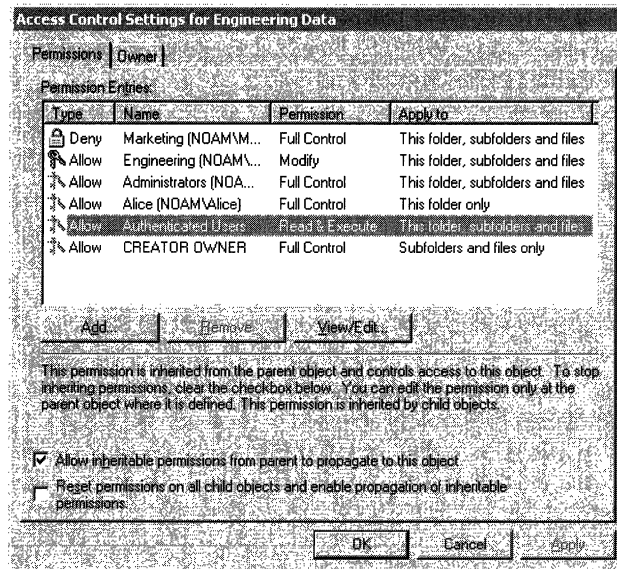 Access Control Settings for Engineering Data
Permissions Owner
Permission Entries:
Type Name Permission Apply to
Deny Marketing (NOAM\M... Full Control This folder, subfolders and files
Allow Engineering (NOAM\... Modify This folder, subfolders and files
Allow Administrators (NOA... Full Control This folder, subfolders and files
Allow Alice (NOAM\Alice) Full Control This folder only
Allow Authenticated Users Read & Execute This folder, subfolders and files
Allow CREATOR OWNER Full Control Subfolders and files only
Add... Remove View/Edit...
This permission is inherited from the parent object and controls access to this object. To stop
inheriting permissions, clear the checkbox below. You can edit the permission only at the
parent object where it is defined. This permission is inherited by child objects.
Allow inheritable permissions from parent to propagate to this object
Reset permissions on all child objects and enable propagation of inheritable
permissions.
OK Cancel Apply